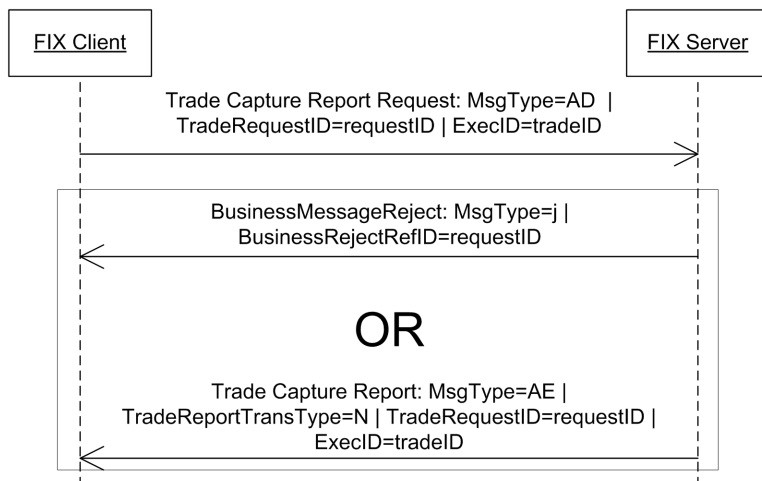 FIX Client
FIX Server
Trade Capture Report Request: MsgType=AD |
TradeRequestID=requestID | ExecID=tradeID
BusinessMessageReject: MsgType=j |
BusinessRejectRefID=requestID
OR
Trade Capture Report: MsgType=AE |
TradeReportTransType=N | TradeRequestID=requestID |
ExecID=tradeID